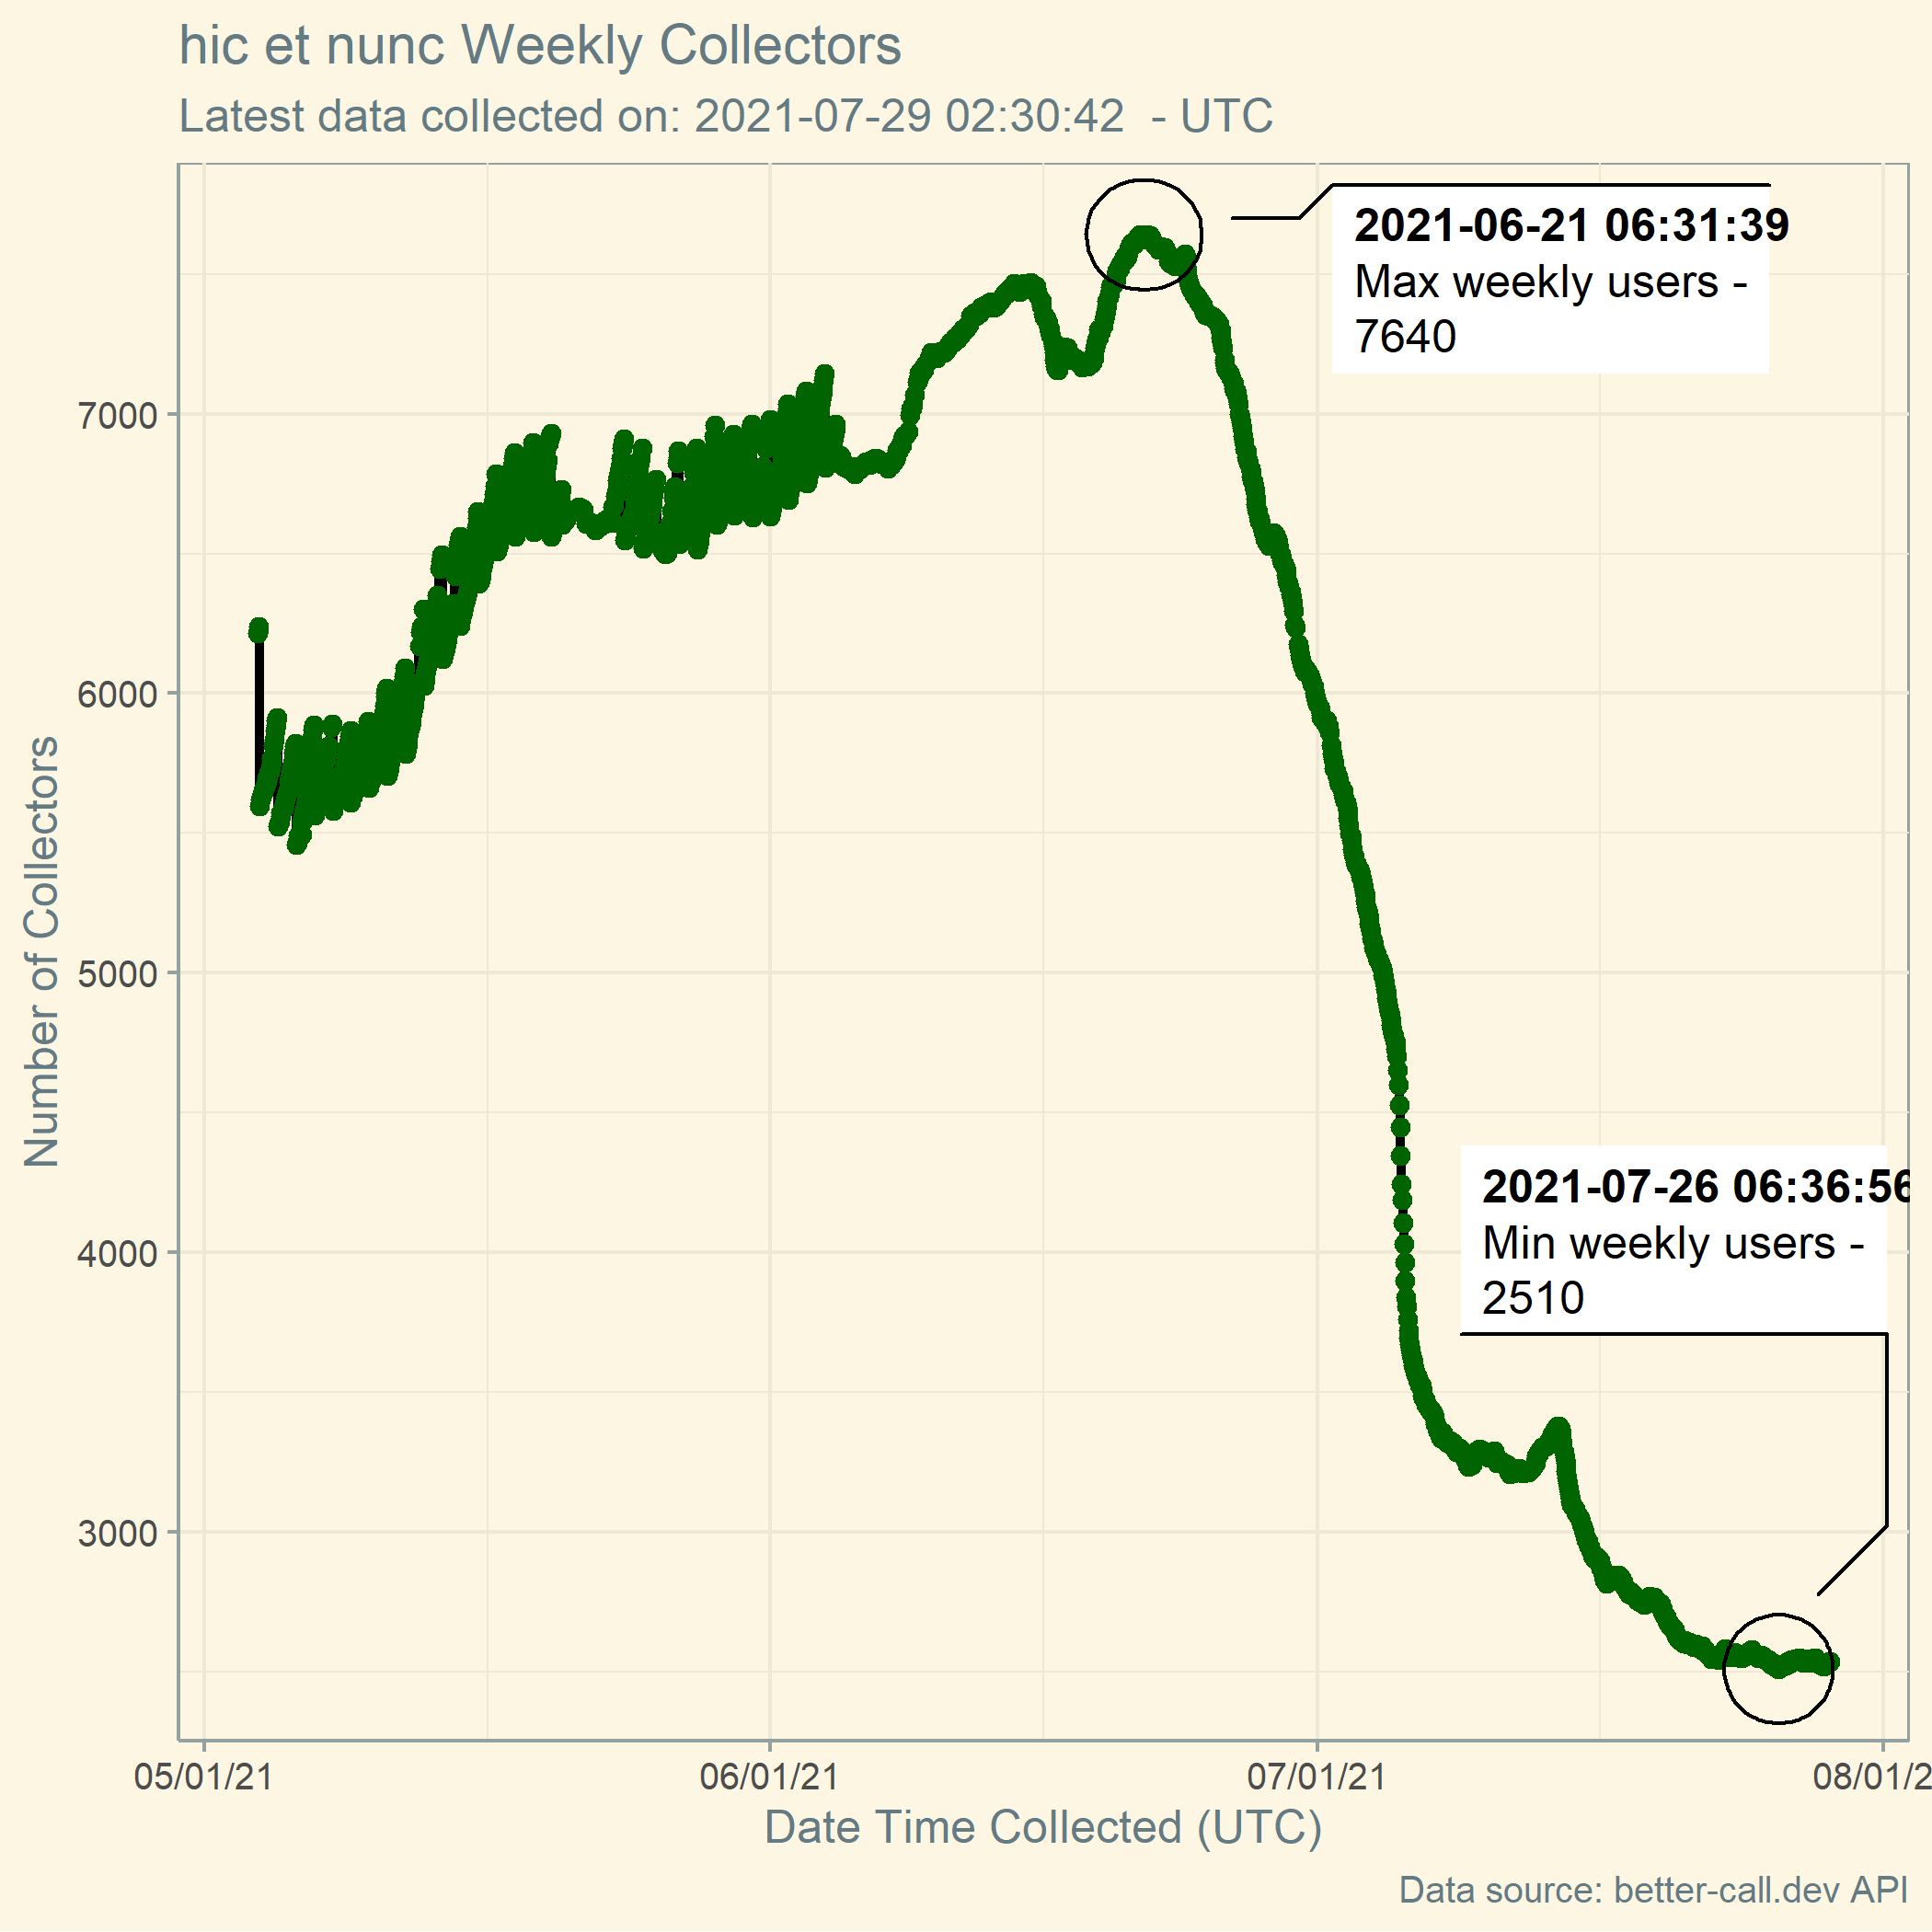 hic et nunc Weekly Collectors
Latest data collected on: 2021-07-29 02:30:42 - UTC
2021-06-21 06:31:39
Max weekly users -
7640
7000
6000
5000
4000
3000
Number of Collectors
2021-07-26 06:36:56
Min weekly users -
2510
05/01/21 06/01/21 07/01/21 08/01/2
Date Time Collected (UTC)
Data source: better-call.dev API